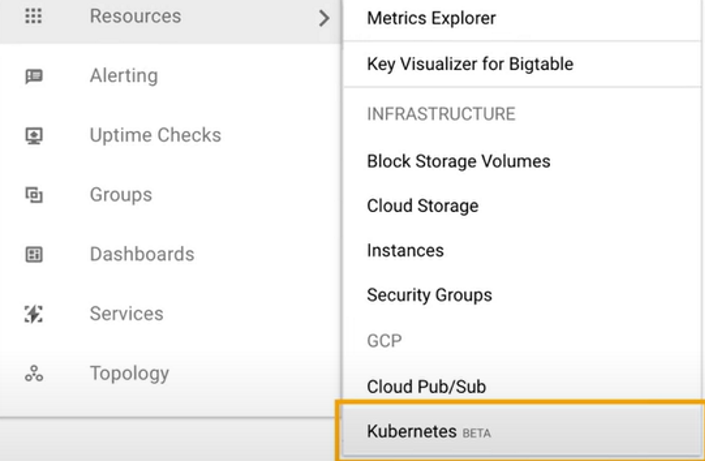 Resources
Alerting
Uptime Checks
Groups
Dashboards
Services
Topology
Metrics Explorer
Key Visualizer for Bigtable
INFRASTRUCTURE
Block Storage Volumes
Cloud Storage
Instances
Security Groups
GCP
Cloud Pub/Sub
Kubernetes BETA